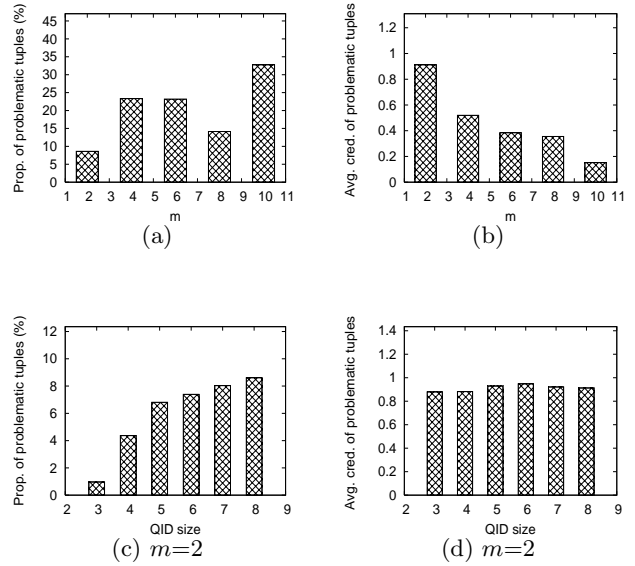 Prop. of problematic tuples (%)
45
40
35
30
25
20
15
10
5
0
1 2 3 4 5 6 7 8 9 10 11
m
(a)
Avg. cred. of problematic tuples
1.2
1
0.8
0.6
0.4
0.2
0
1 2 3 4 5 6 7 8 9 10 11
m
(b)
Prop. of problematic tuples (%)
12
10
8
6
4
2
0
2 3 4 5 6 7 8 9
QID size
(c) m=2
Avg. cred. of problematic tuples
1.4
1.2
1
0.8
0.6
0.4
0.2
0
2 3 4 5 6 7 8 9
QID size
(d) m=2